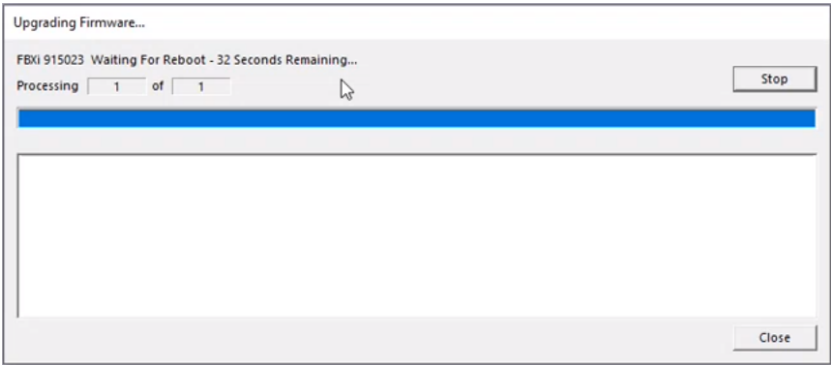 Upgrading Firmware...
FBXi 915023 Waiting For Reboot - 32 Seconds Remaining...
Processing 1 of 1
Stop
Close